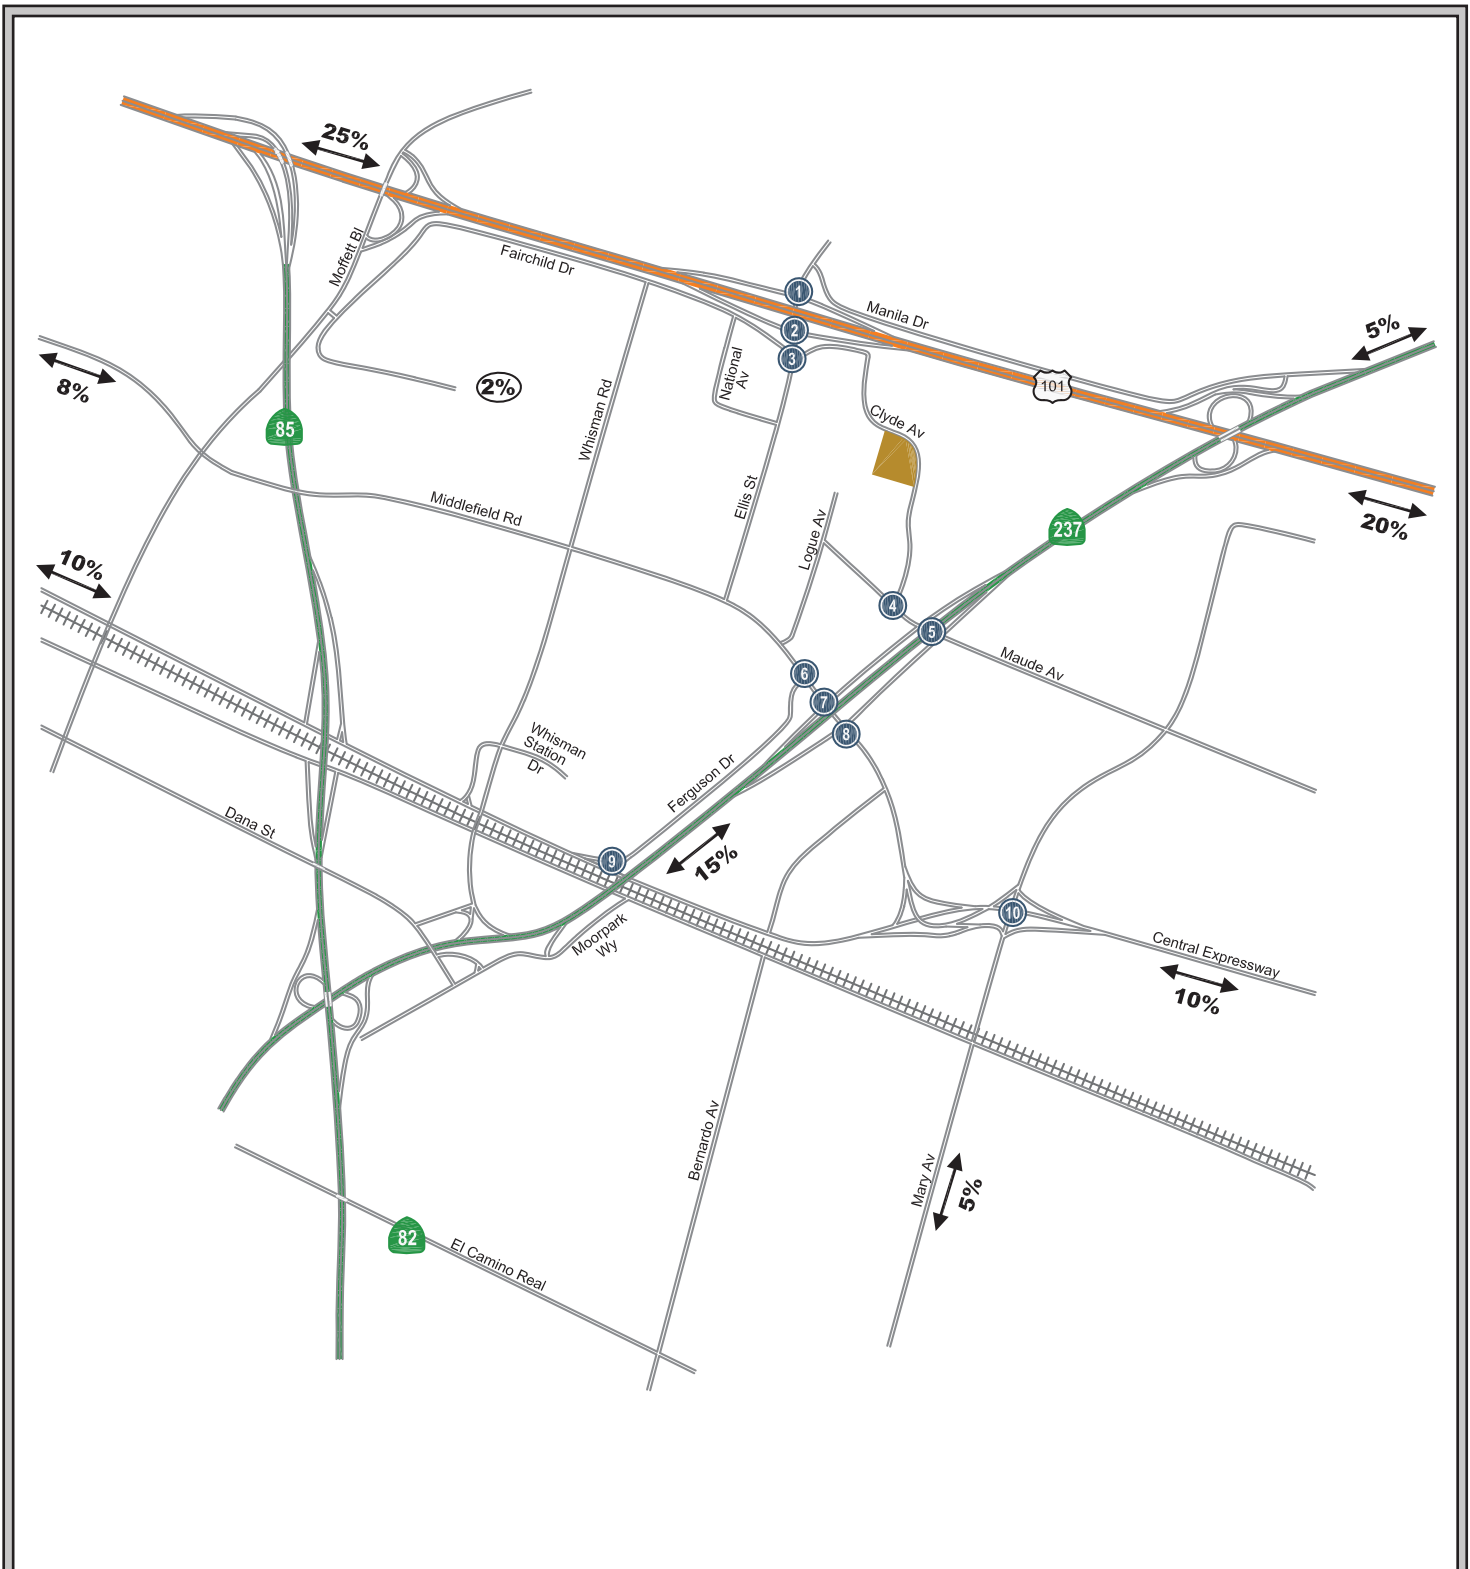 25%
Moffett Bl
Fairchild Dr
1
Manila Dr
2
3
5%
8%
2%
National
Av
101
Whisman Rd
Clyde Av
85
Ellis St
Middlefield Rd
Logue Av
237
20%
10%
4
5
Maude Av
6
7
8
Whisman
Station
Dr
Ferguson Dr
Dana St
15%
9
10
Moorpark
Wy
Central Expressway
10%
Bernardo Av
Mary Av
5%
82
El Camino Real